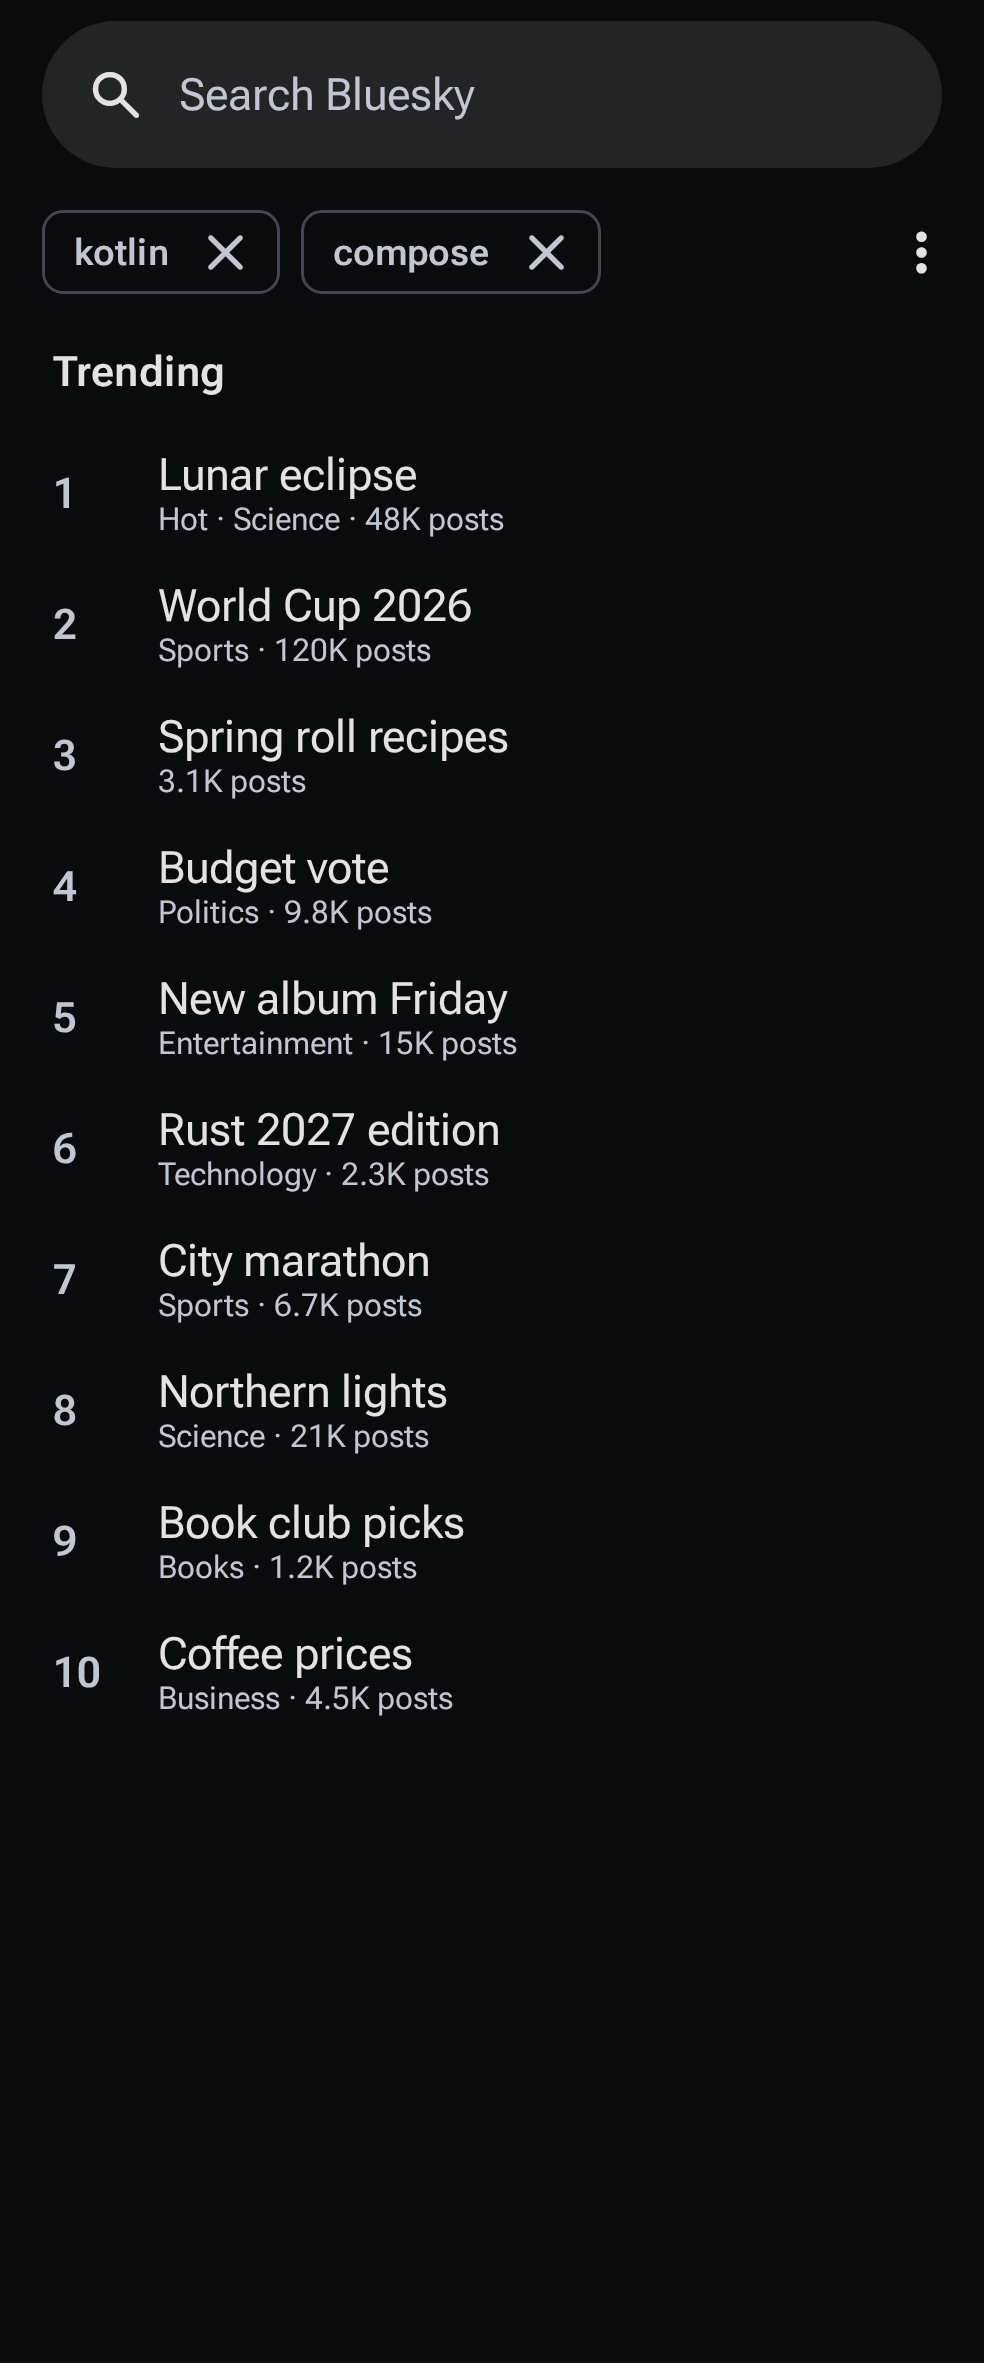 Search Bluesky
kotlin compose
Trending
1
Lunar eclipse
Hot · Science · 48K posts
2
World Cup 2026
Sports · 120K posts
3
Spring roll recipes
3.1K posts
4
Budget vote
Politics · 9.8K posts
5
New album Friday
Entertainment · 15K posts
6
Rust 2027 edition
Technology · 2.3K posts
7
City marathon
Sports · 6.7K posts
8
Northern lights
Science · 21K posts
9
Book club picks
Books · 1.2K posts
10
Coffee prices
Business · 4.5K posts